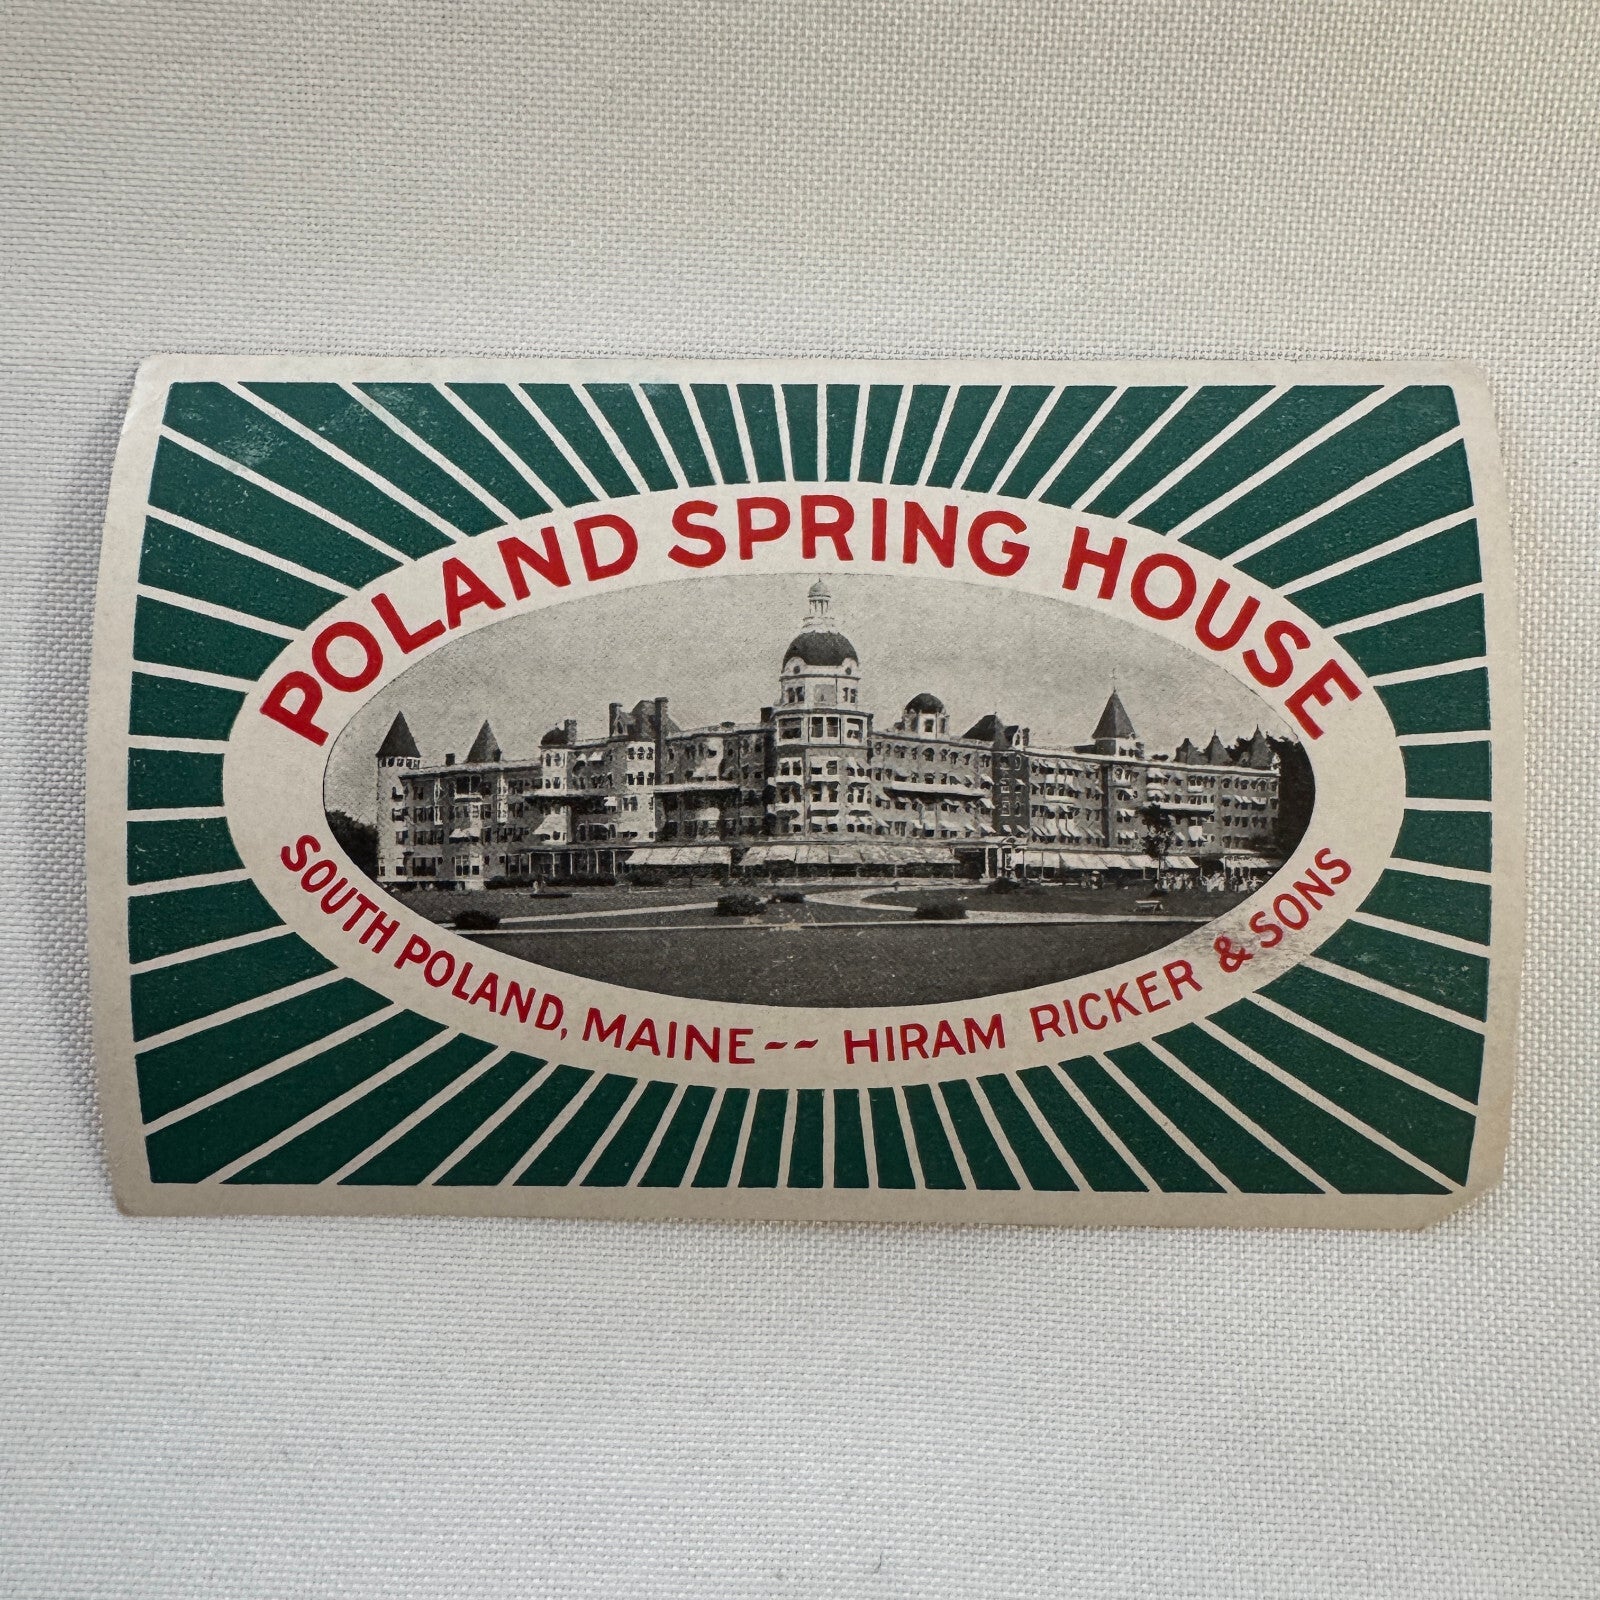 POLAND SPRING HOUSE
SOUTH POLAND, MAINE -- HIRAM RICKER & SONS